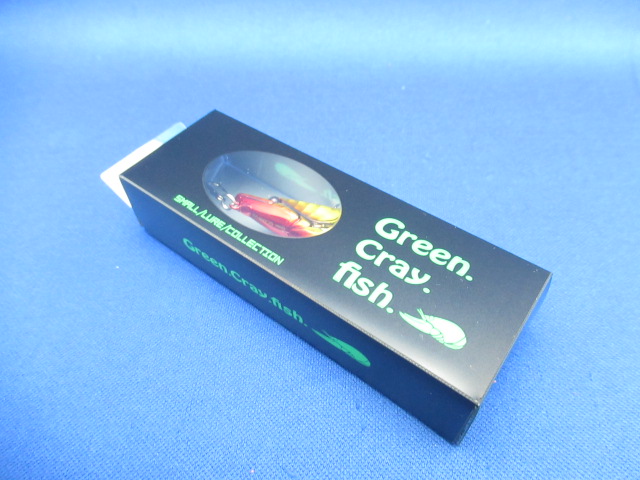 Green.
Cray.
fish.
SMALL/LURE/COLLECTION
Green.Cray.fish.